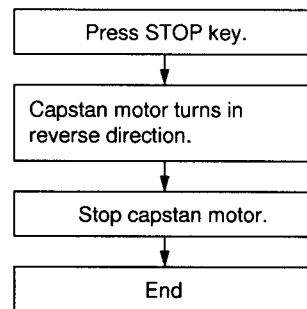 Press STOP key.
Capstan motor turns in
reverse direction.
Stop capstan motor.
End